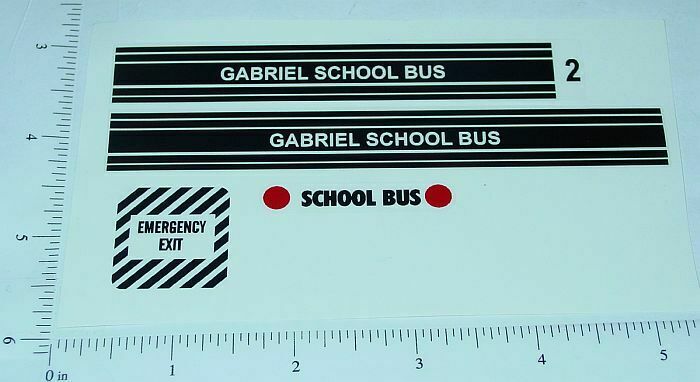 3
GABRIEL SCHOOL BUS 2
4
GABRIEL SCHOOL BUS
SCHOOL BUS
EMERGENCY
EXIT
5
6
0 in 1 2 3 4 5